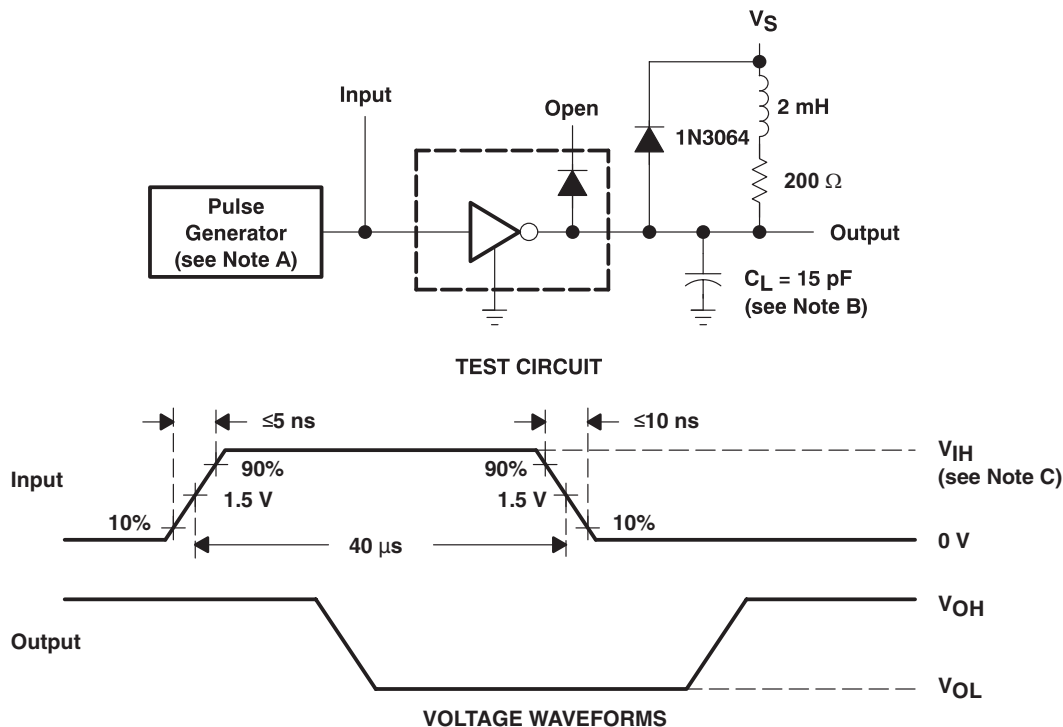 VS
Input
2 mH
Open
1N3064
200 Ω
Pulse
Generator
(see Note A)
Output
CL = 15 pF
(see Note B)
TEST CIRCUIT
≤5 ns
≤10 ns
Input
90%
90%
VIH
(see Note C)
1.5 V
1.5 V
10%
10%
40 μs
0 V
VOH
Output
VOL
VOLTAGE WAVEFORMS